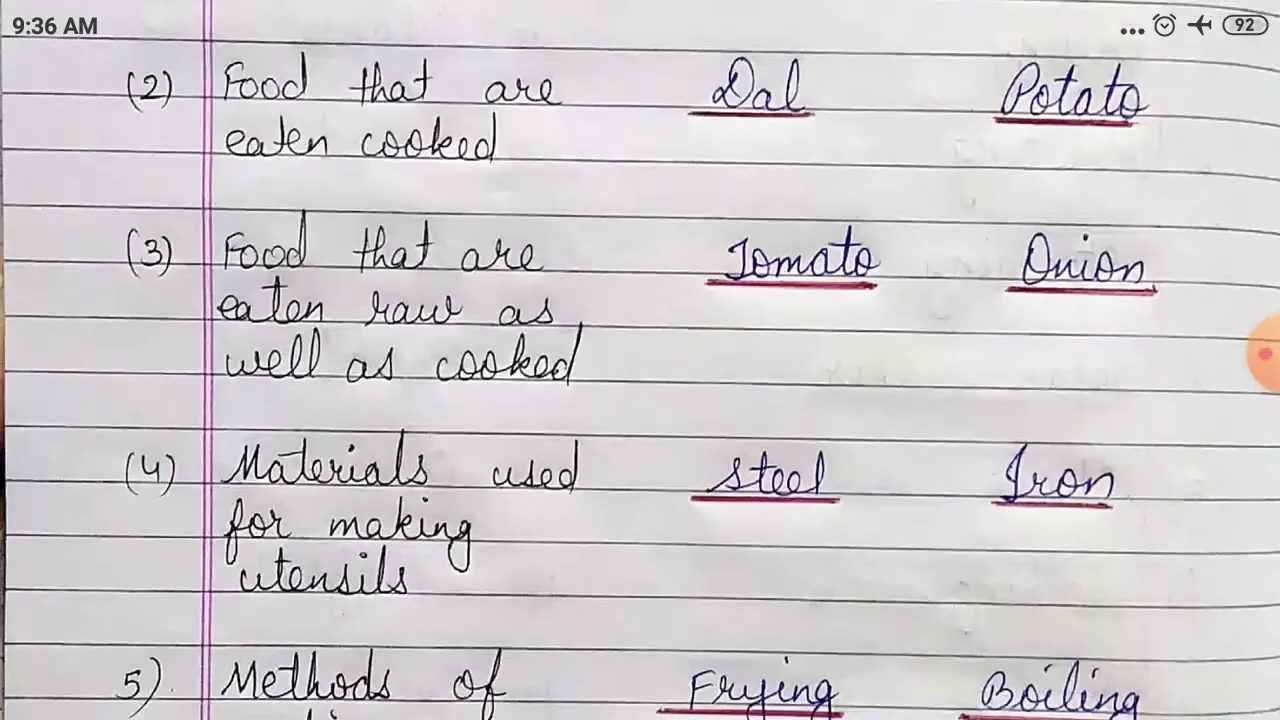 9:36 AM ... 92
(2) Food that are Dal Potato
eaten cooked
(3) Food that are Tomato Onion
eaten raw as
well as cooked
(4) Materials used Steel Iron
for making
utensils
5) Methods of Frying Boiling